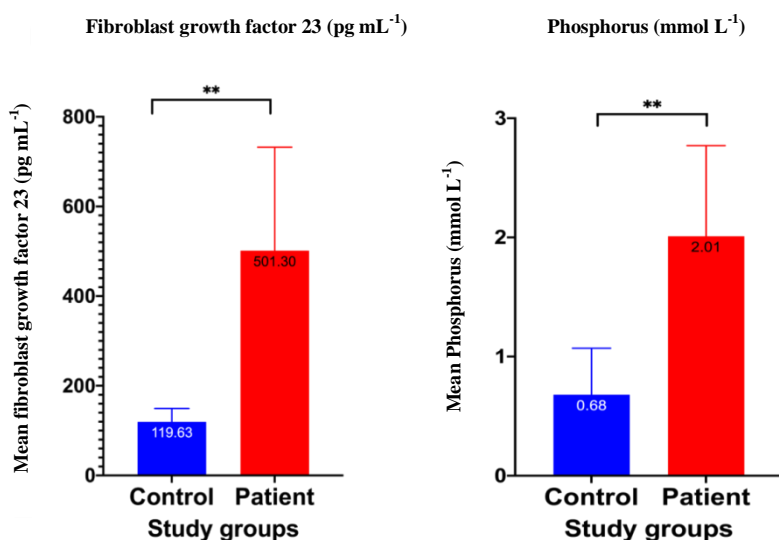 Fibroblast growth factor 23 (pg mL⁻¹)
Mean fibroblast growth factor 23 (pg mL⁻¹)
**
800
600
400
200
0
501.30
119.63
Control Patient
Study groups
Phosphorus (mmol L⁻¹)
Mean Phosphorus (mmol L⁻¹)
**
3
2
1
0
2.01
0.68
Control Patient
Study groups